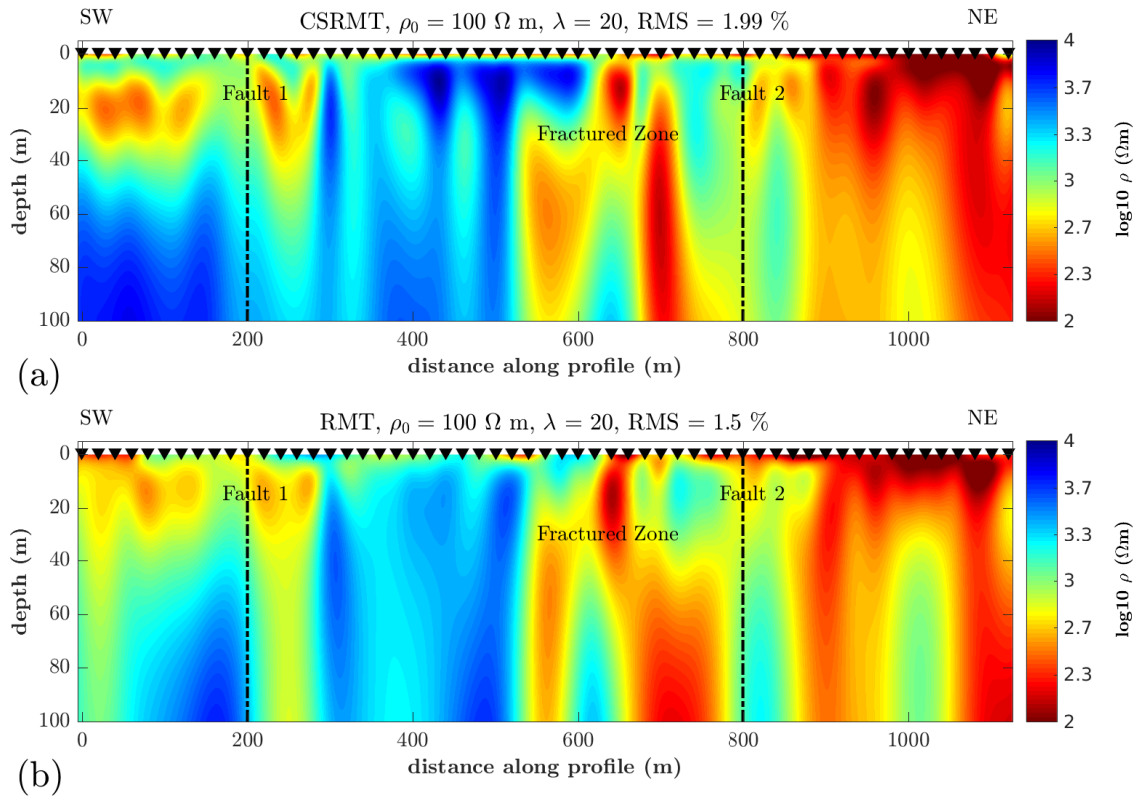 SW
CSRMT, ρ₀ = 100 Ω m, λ = 20, RMS = 1.99 %
NE
0
20
40
60
80
100
depth (m)
Fault 1
Fractured Zone
Fault 2
0
200
400
600
800
1000
distance along profile (m)
4
3.7
3.3
3
2.7
2.3
2
log10 ρ (Ωm)
(a)
SW
RMT, ρ₀ = 100 Ω m, λ = 20, RMS = 1.5 %
NE
0
20
40
60
80
100
depth (m)
Fault 1
Fractured Zone
Fault 2
0
200
400
600
800
1000
distance along profile (m)
4
3.7
3.3
3
2.7
2.3
2
log10 ρ (Ωm)
(b)